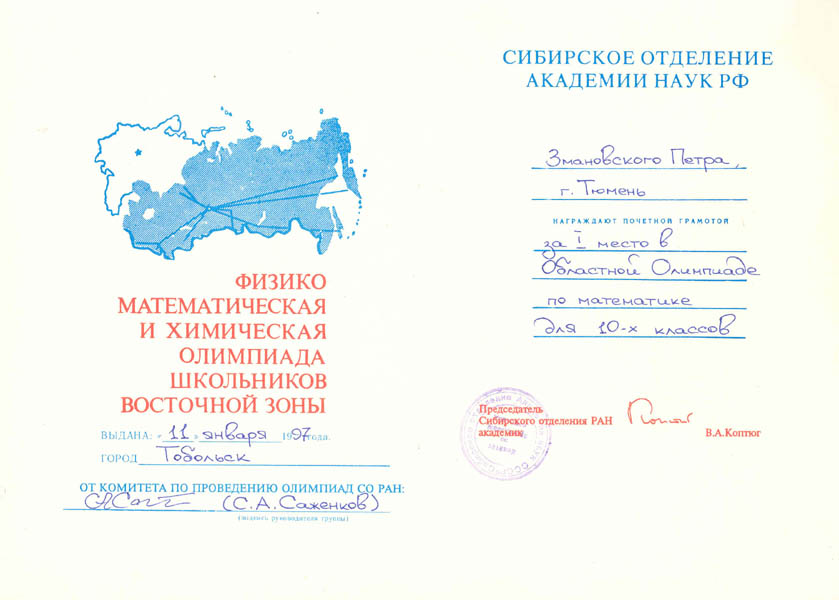 ФИЗИКО
МАТЕМАТИЧЕСКАЯ
И ХИМИЧЕСКАЯ
ОЛИМПИАДА
ШКОЛЬНИКОВ
ВОСТОЧНОЙ ЗОНЫ
ВЫДАНА: «11» января 1997 года.
ГОРОД Тобольск
ОТ КОМИТЕТА ПО ПРОВЕДЕНИЮ ОЛИМПИАД СО РАН:
(С.А. Саженков)
(подпись руководителя группы)
СИБИРСКОЕ ОТДЕЛЕНИЕ
АКАДЕМИИ НАУК РФ
Змановского Петра,
г. Тюмень
НАГРАЖДАЮТ ПОЧЕТНОЙ ГРАМОТОЙ
за I место в
Областной Олимпиаде
по математике
для 10-х классов
Председатель
Сибирского отделения РАН
академик В.А.Коптюг